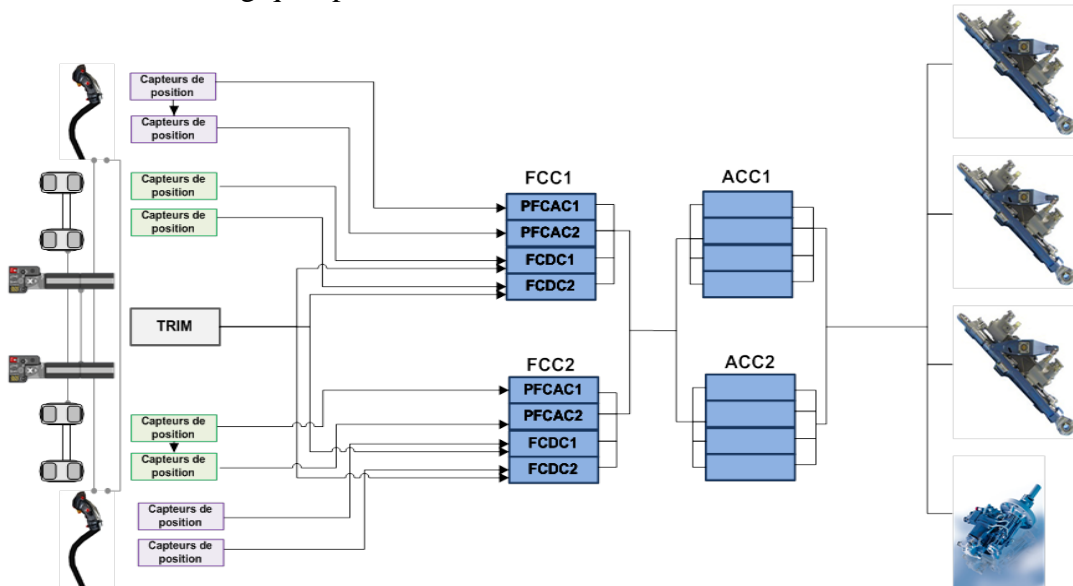 Capteurs de
position
Capteurs de
position
Capteurs de
position
Capteurs de
position
TRIM
Capteurs de
position
Capteurs de
position
Capteurs de
position
Capteurs de
position
FCC1
PFCAC1
PFCAC2
FCDC1
FCDC2
FCC2
PFCAC1
PFCAC2
FCDC1
FCDC2
ACC1
ACC2